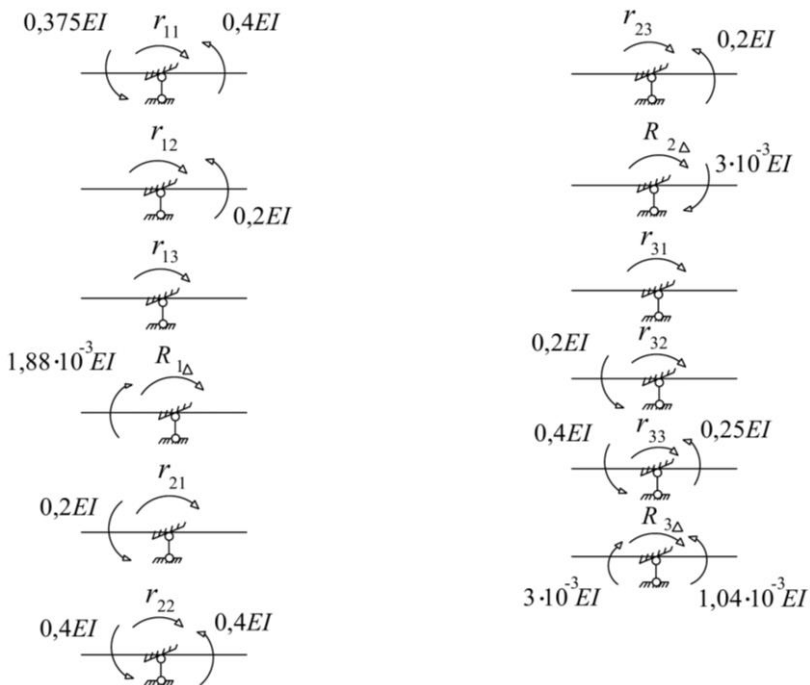 0,375EI r11 0,4EI
r12
0,2EI
r13
1,88·10⁻³EI R1Δ
r21
0,2EI
r22
0,4EI 0,4EI
r23
0,2EI
R2Δ
3·10⁻³EI
r31
0,2EI r32
0,4EI r33 0,25EI
R3Δ
3·10⁻³EI 1,04·10⁻³EI